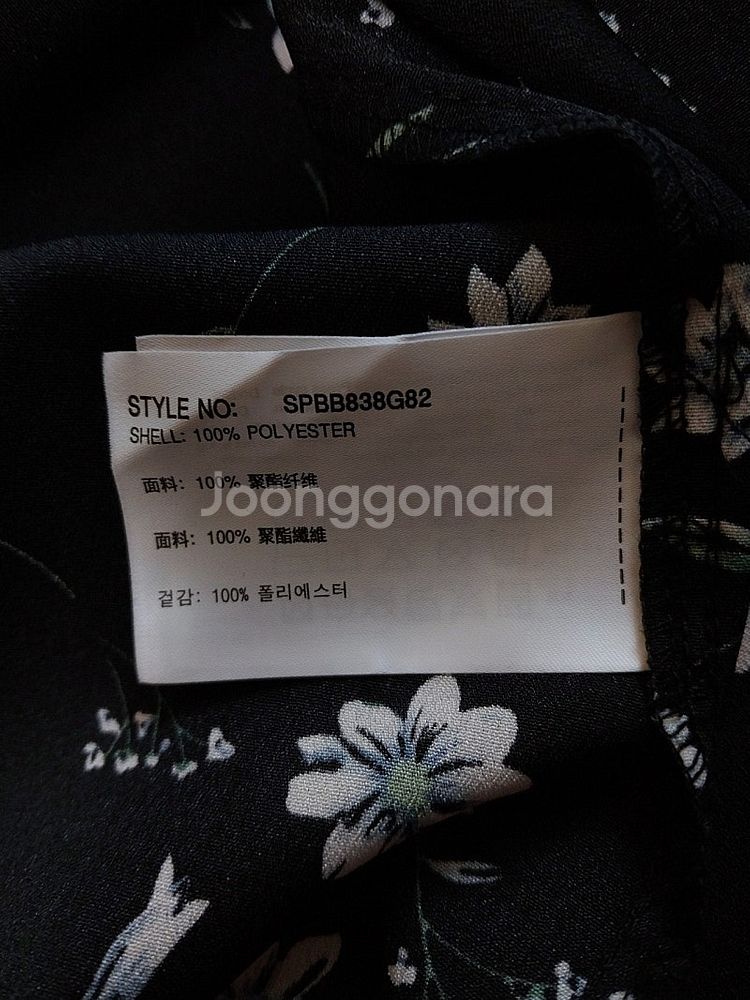 STYLE NO: SPBB838G82
SHELL: 100% POLYESTER
面料: 100% 聚酯纤维
Joonggonara
面料: 100% 聚酯纖維
겉감: 100% 폴리에스터